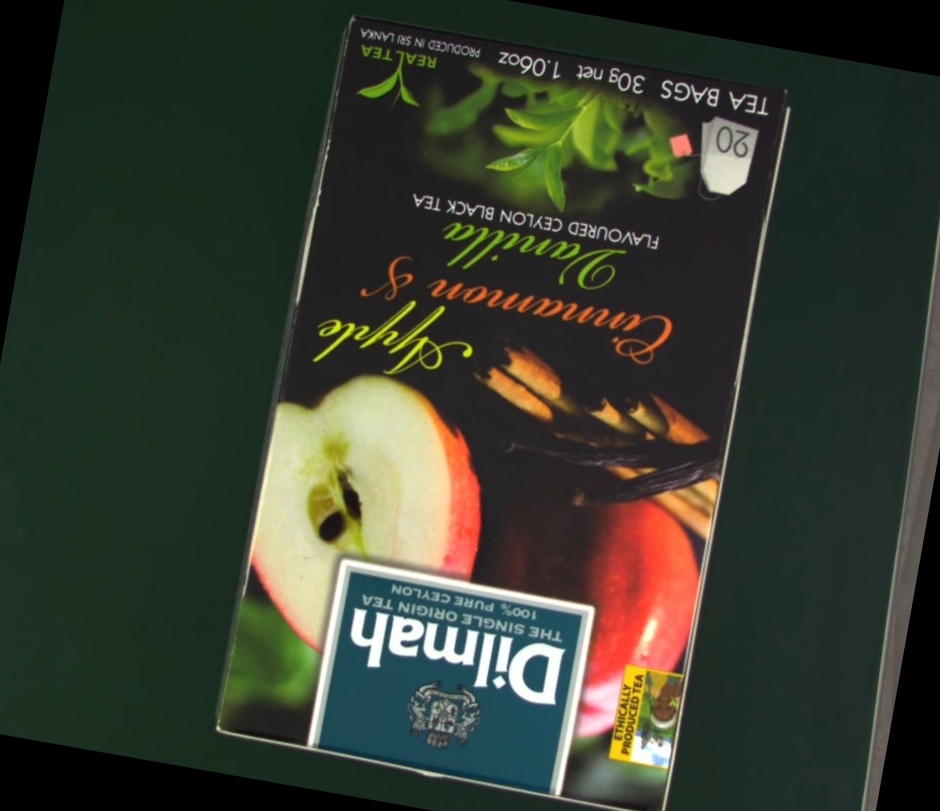 Dilmah
THE SINGLE ORIGIN TEA
100% PURE CEYLON
ETHICALLY
PRODUCED TEA
Apple
Cinnamon &
Vanilla
FLAVOURED CEYLON BLACK TEA
20
TEA BAGS 30g net 1.06oz
REAL TEA
PRODUCED IN SRI LANKA